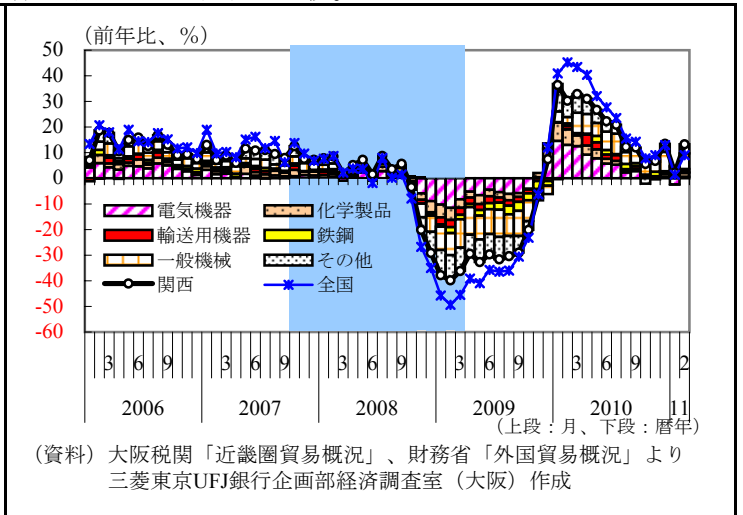 （前年比、%）
50
40
30
20
10
0
-10
-20
-30
-40
-50
-60
電気機器 化学製品
輸送用機器 鉄鋼
一般機械 その他
関西 全国
3 6 9 3 6 9 3 6 9 3 6 9 3 6 9 2
2006 2007 2008 2009 2010 11
（上段：月、下段：暦年）
（資料）大阪税関「近畿圏貿易概況」、財務省「外国貿易概況」より
三菱東京UFJ銀行企画部経済調査室（大阪）作成